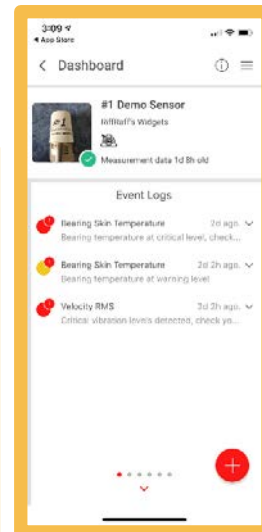 3:09
App Store
Dashboard
#1 Demo Sensor
#1
Measurement data 1d 8h old
Event Logs
Bearing Skin Temperature 2d ago.
Bearing temperature at critical level, check...
Bearing Skin Temperature 2d 2h ago.
Bearing temperature at warning level
Velocity RMS 3d 2h ago.
Critical vibration levels detected, check yo...